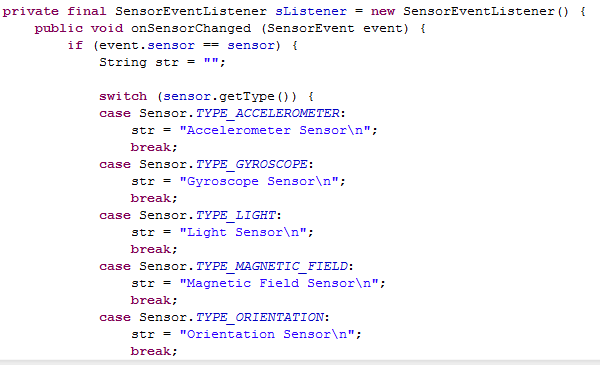 private final SensorEventListener sListener = new SensorEventListener() {
    public void onSensorChanged (SensorEvent event) {
        if (event.sensor == sensor) {
            String str = "";

            switch (sensor.getType()) {
            case Sensor.TYPE_ACCELEROMETER:
                str = "Accelerometer Sensor\n";
                break;
            case Sensor.TYPE_GYROSCOPE:
                str = "Gyroscope Sensor\n";
                break;
            case Sensor.TYPE_LIGHT:
                str = "Light Sensor\n";
                break;
            case Sensor.TYPE_MAGNETIC_FIELD:
                str = "Magnetic Field Sensor\n";
                break;
            case Sensor.TYPE_ORIENTATION:
                str = "Orientation Sensor\n";
                break;